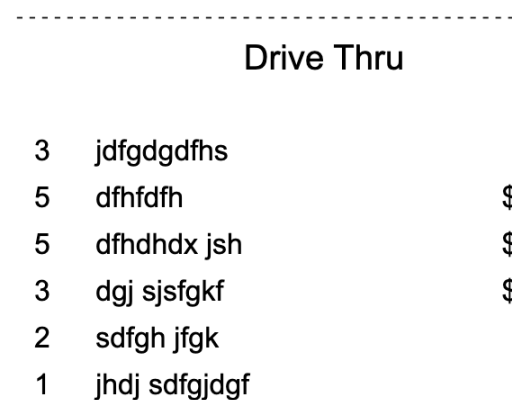 Drive Thru
3 jdfgdgdfhs
5 dfhfdfh $
5 dfhdhdx jsh $
3 dgj sjsfgkf $
2 sdfgh jfgk
1 jhdj sdfgjdgf